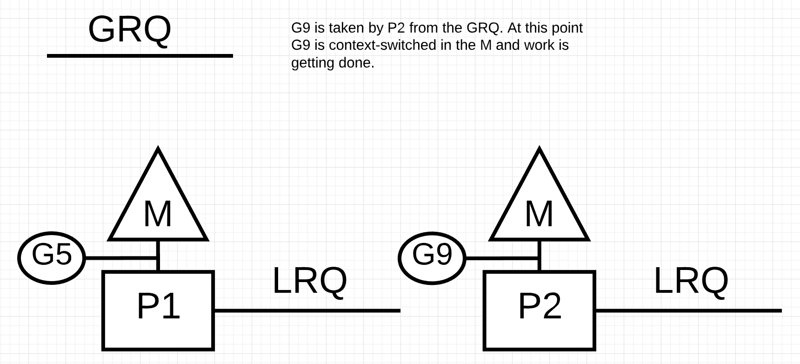 GRQ
G9 is taken by P2 from the GRQ. At this point
G9 is context-switched in the M and work is
getting done.
M
G5
P1
LRQ
M
G9
P2
LRQ